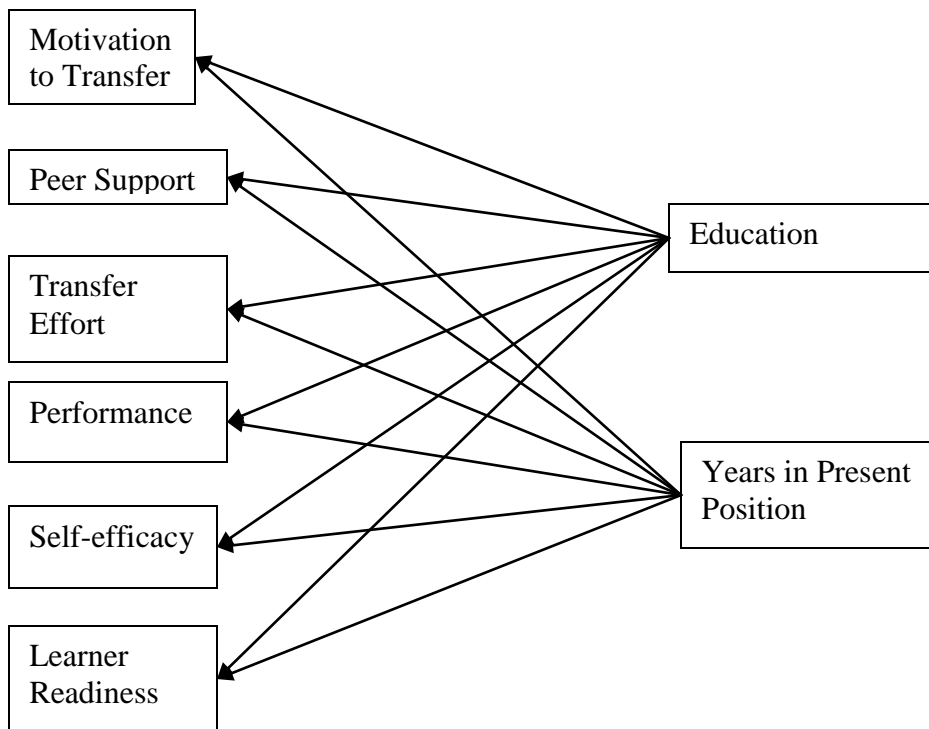 Motivation
to Transfer
Peer Support
Transfer
Effort
Performance
Self-efficacy
Learner
Readiness
Education
Years in Present
Position